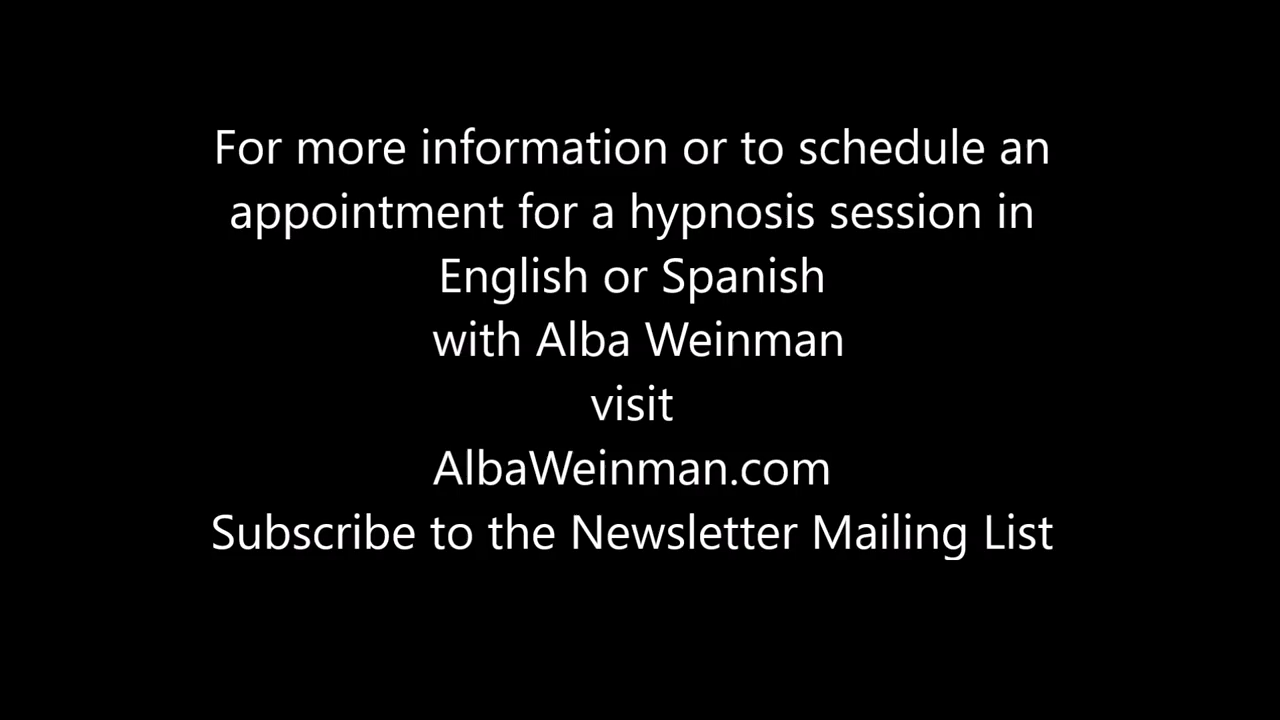 For more information or to schedule an
appointment for a hypnosis session in
English or Spanish
with Alba Weinman
visit
AlbaWeinman.com
Subscribe to the Newsletter Mailing List